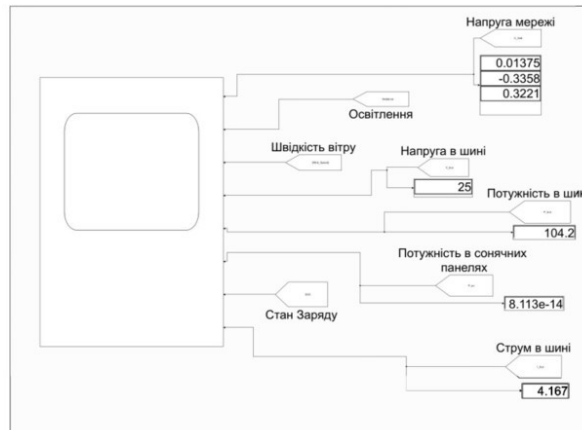 Напруга мережі
0.01375
-0.3358
0.3221
Освітлення
Швідкість вітру
Напруга в шині
25
Потужність в шин
104.2
Потужність в сонячних
панелях
8.113e-14
Стан Заряду
Струм в шині
4.167